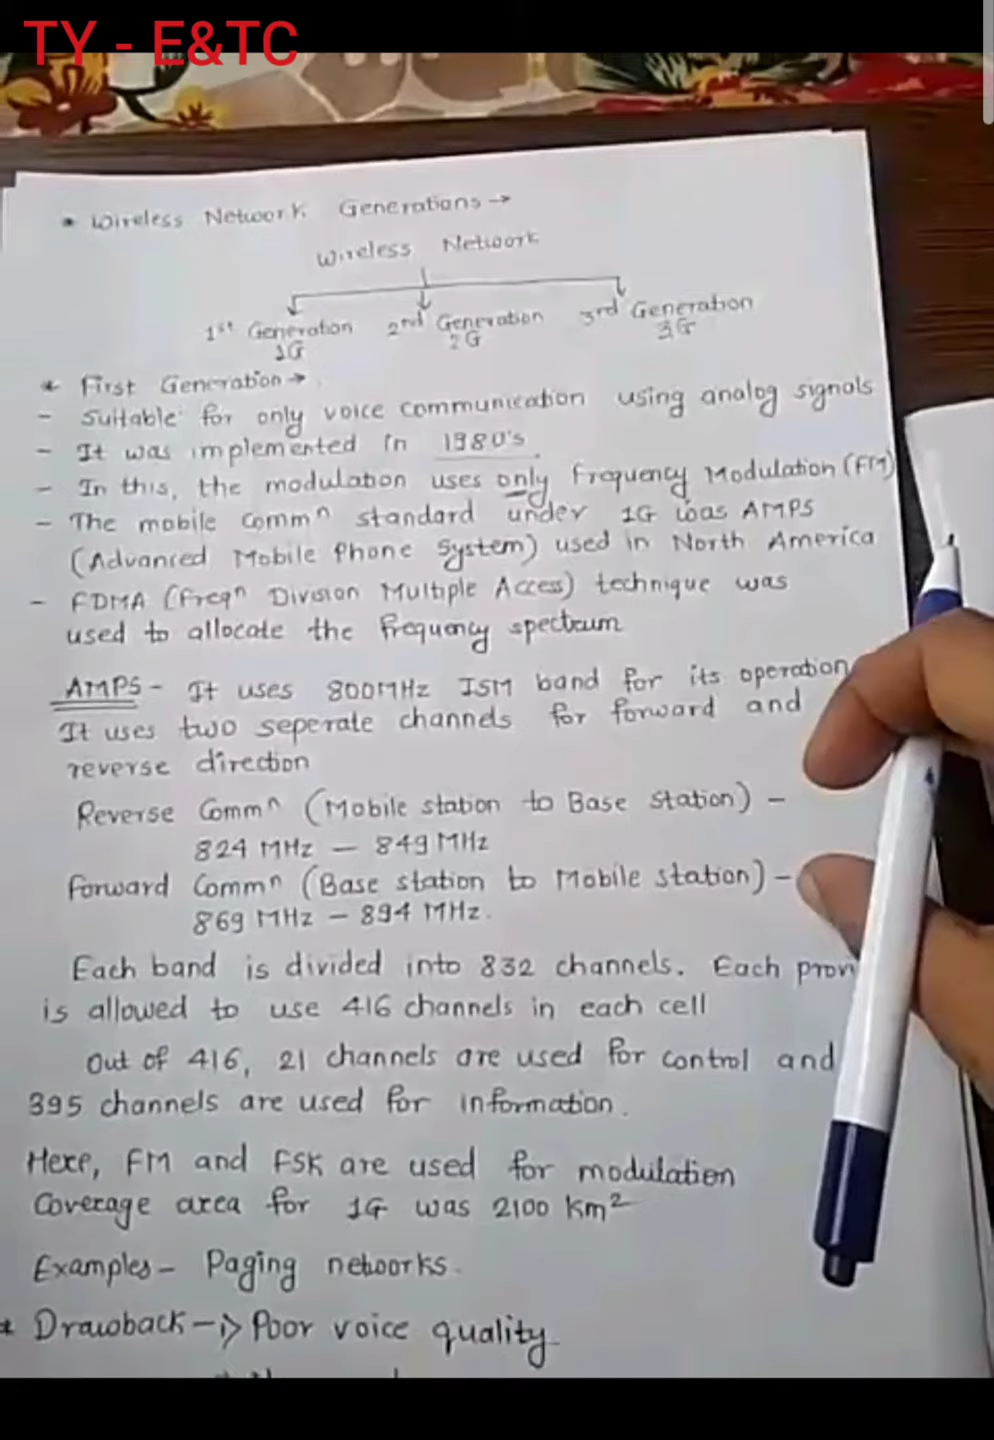 TY - E&TC
* Wireless Network Generations →
Wireless Network
1st Generation 2nd Generation 3rd Generation
1G 2G 3G
* First Generation →
- Suitable for only voice communication using analog signals
- It was implemented in 1980's
- In this, the modulation uses only Frequency Modulation (FM)
- The mobile Commⁿ standard under 1G was AMPS
(Advanced Mobile Phone System) used in North America
- FDMA (Freqⁿ Division Multiple Access) technique was
used to allocate the frequency spectrum
AMPS - It uses 800MHz ISM band for its operation
It uses two seperate channels for forward and
reverse direction
Reverse Commⁿ (Mobile station to Base Station) -
824 MHz - 849 MHz
Forward Commⁿ (Base station to Mobile station) -
869 MHz - 894 MHz.
Each band is divided into 832 channels. Each prov
is allowed to use 416 channels in each cell
Out of 416, 21 channels are used for control and
395 channels are used for information.
Here, FM and FSK are used for modulation
Coverage area for 1G was 2100 Km²
Examples - Paging networks.
* Drawback - i> Poor voice quality